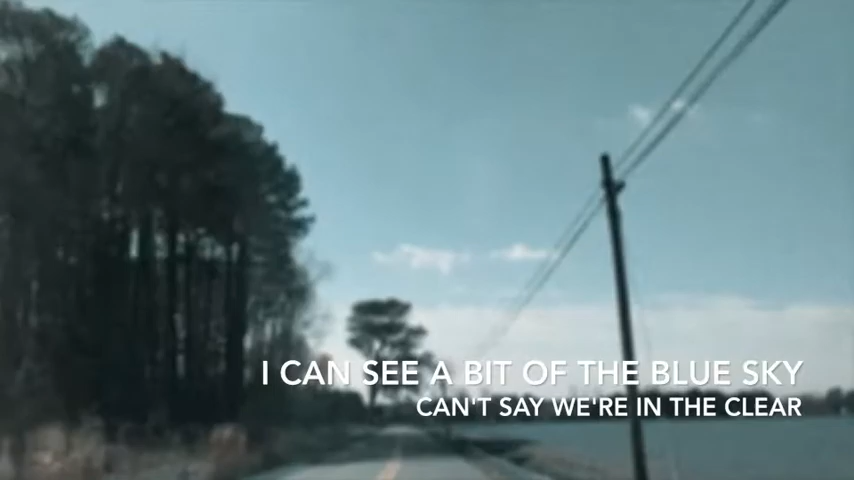 I CAN SEE A BIT OF THE BLUE SKY
CAN'T SAY WE'RE IN THE CLEAR